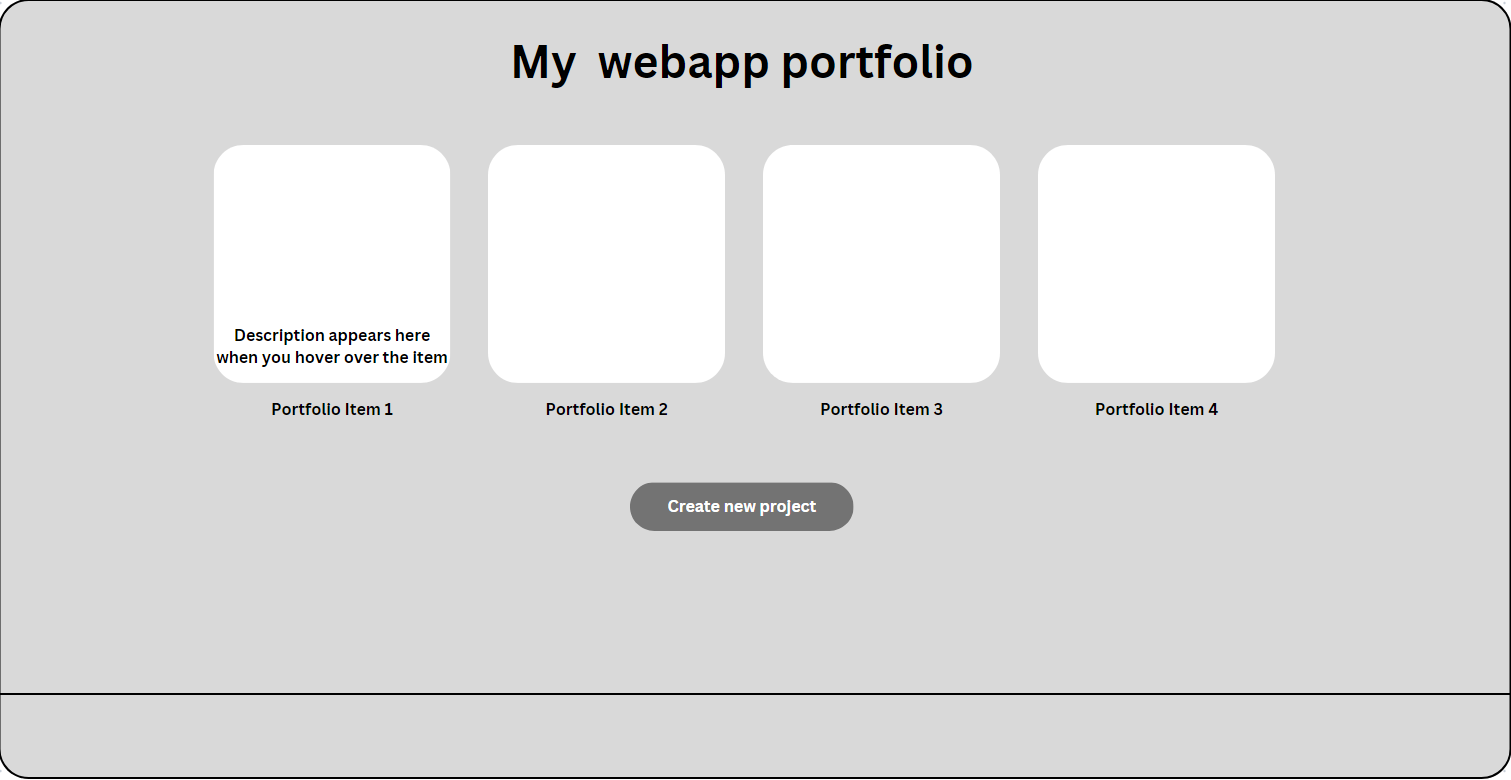 My  webapp portfolio
Description appears here
when you hover over the item
Portfolio Item 1
Portfolio Item 2
Portfolio Item 3
Portfolio Item 4
Create new project